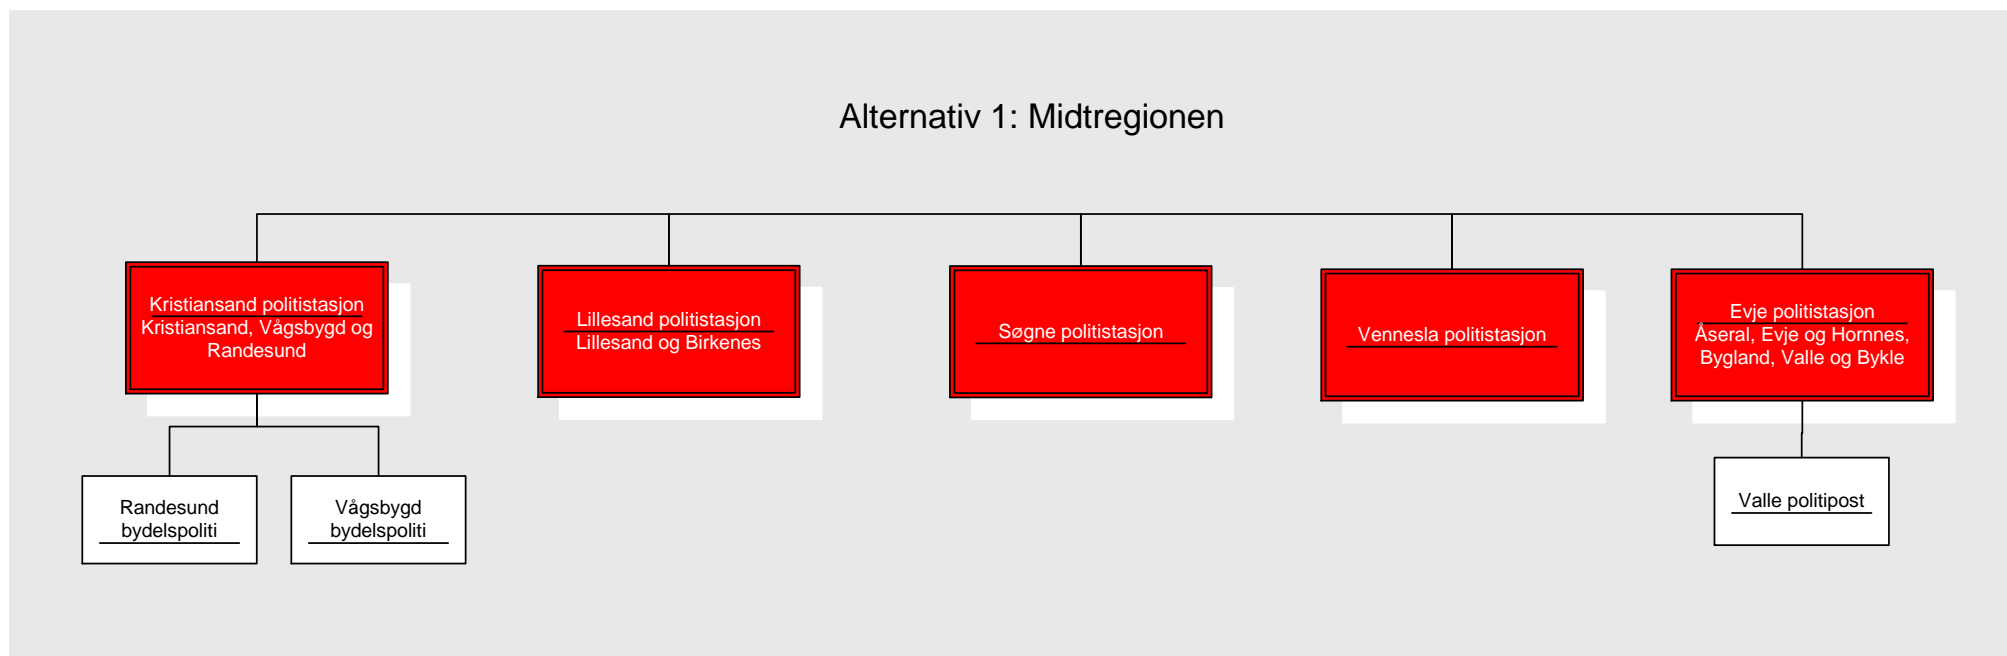 Alternativ 1: Midtregionen
Kristiansand politistasjon
Kristiansand, Vågsbygd og
Randesund
Lillesand politistasjon
Lillesand og Birkenes
Søgne politistasjon
Vennesla politistasjon
Evje politistasjon
Åseral, Evje og Hornnes,
Bygland, Valle og Bykle
Randesund
bydelspoliti
Vågsbygd
bydelspoliti
Valle politipost